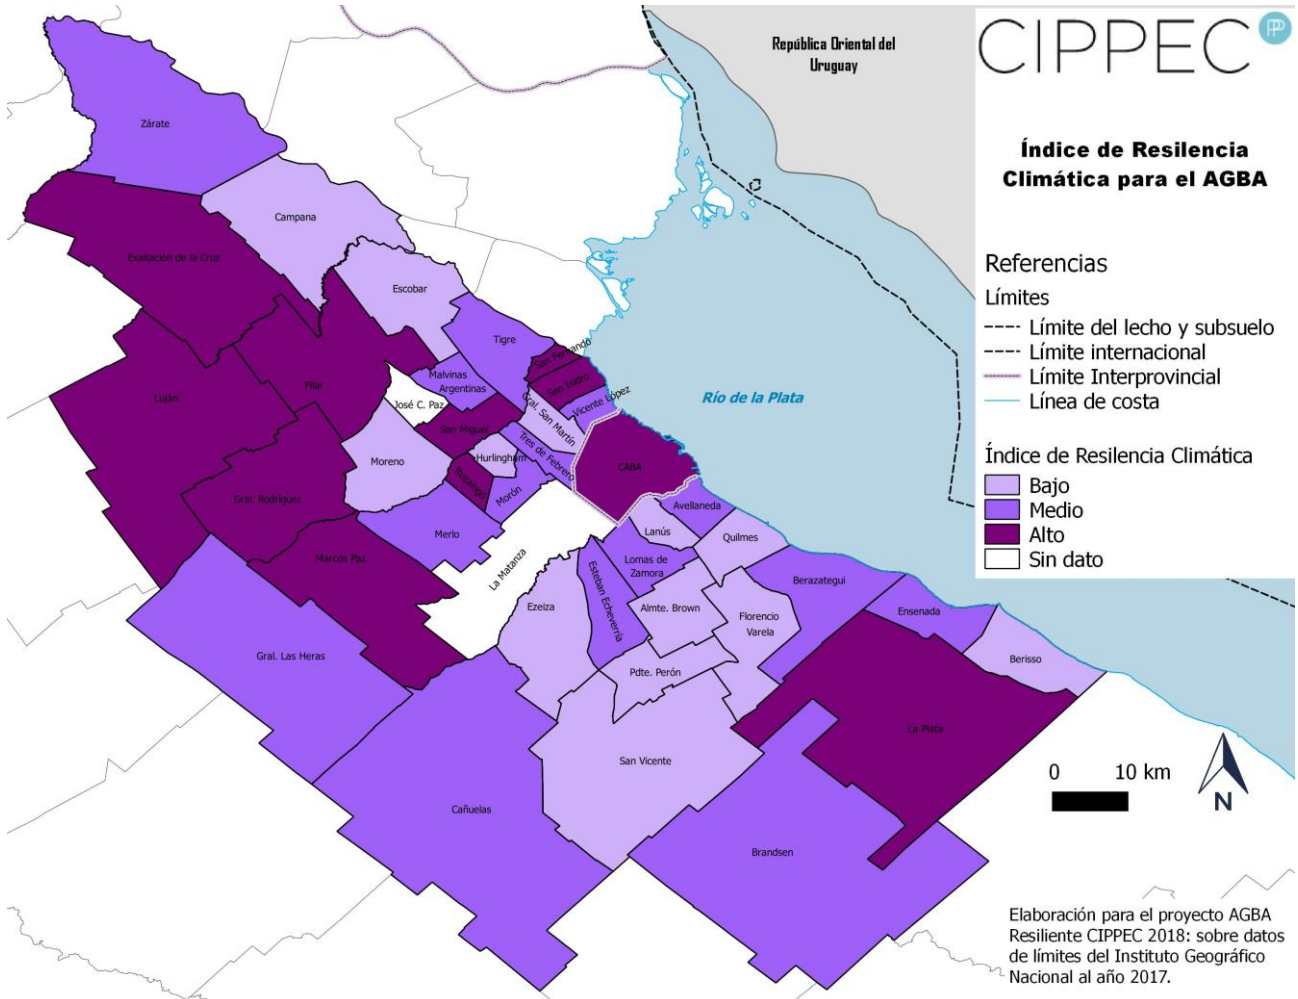 República Oriental del
Uruguay
CIPPEC
PP
Índice de Resilencia
Climática para el AGBA
Referencias
Límites
Límite del lecho y subsuelo
Límite internacional
Límite Interprovincial
Línea de costa
Índice de Resilencia Climática
Bajo
Medio
Alto
Sin dato
Río de la Plata
Zárate
Campana
Exaltación de la Cruz
Escobar
Tigre
San Fernando
San Isidro
Vicente López
Malvinas
Argentinas
José C. Paz
Pilar
Luján
San Miguel
Gral. San Martín
Tres de Febrero
Hurlingham
Ituzaingó
Morón
Moreno
CABA
Gral. Rodríguez
Merlo
Marcos Paz
La Matanza
Avellaneda
Lanús
Quilmes
Lomas de
Zamora
Esteban Echeverría
Ezeiza
Almte. Brown
Florencio
Varela
Berazategui
Ensenada
Berisso
Gral. Las Heras
Pdte. Perón
San Vicente
La Plata
Cañuelas
Brandsen
0 10 km
N
Elaboración para el proyecto AGBA
Resiliente CIPPEC 2018: sobre datos
de límites del Instituto Geográfico
Nacional al año 2017.